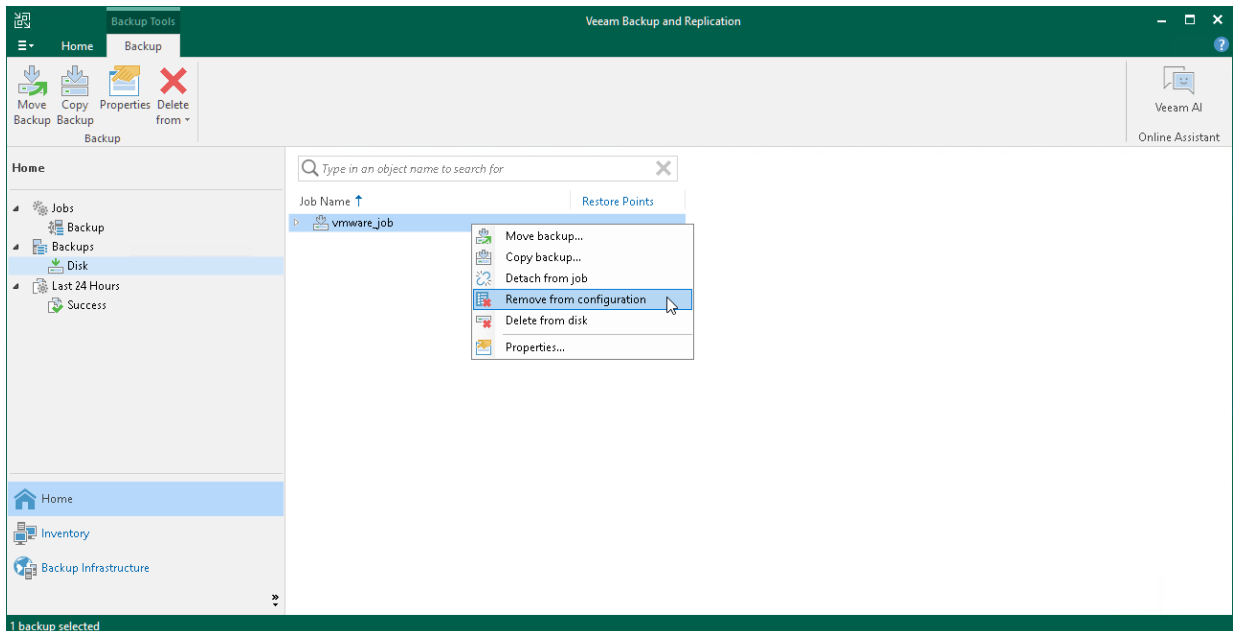 Backup Tools
Veeam Backup and Replication
Home
Backup
Move Backup
Copy Backup
Properties
Delete from
Backup
Veeam AI
Online Assistant
Home
Jobs
Backup
Backups
Disk
Last 24 Hours
Success
Home
Inventory
Backup Infrastructure
Type in an object name to search for
Job Name
Restore Points
vmware_job
Move backup...
Copy backup...
Detach from job
Remove from configuration
Delete from disk
Properties...
1 backup selected